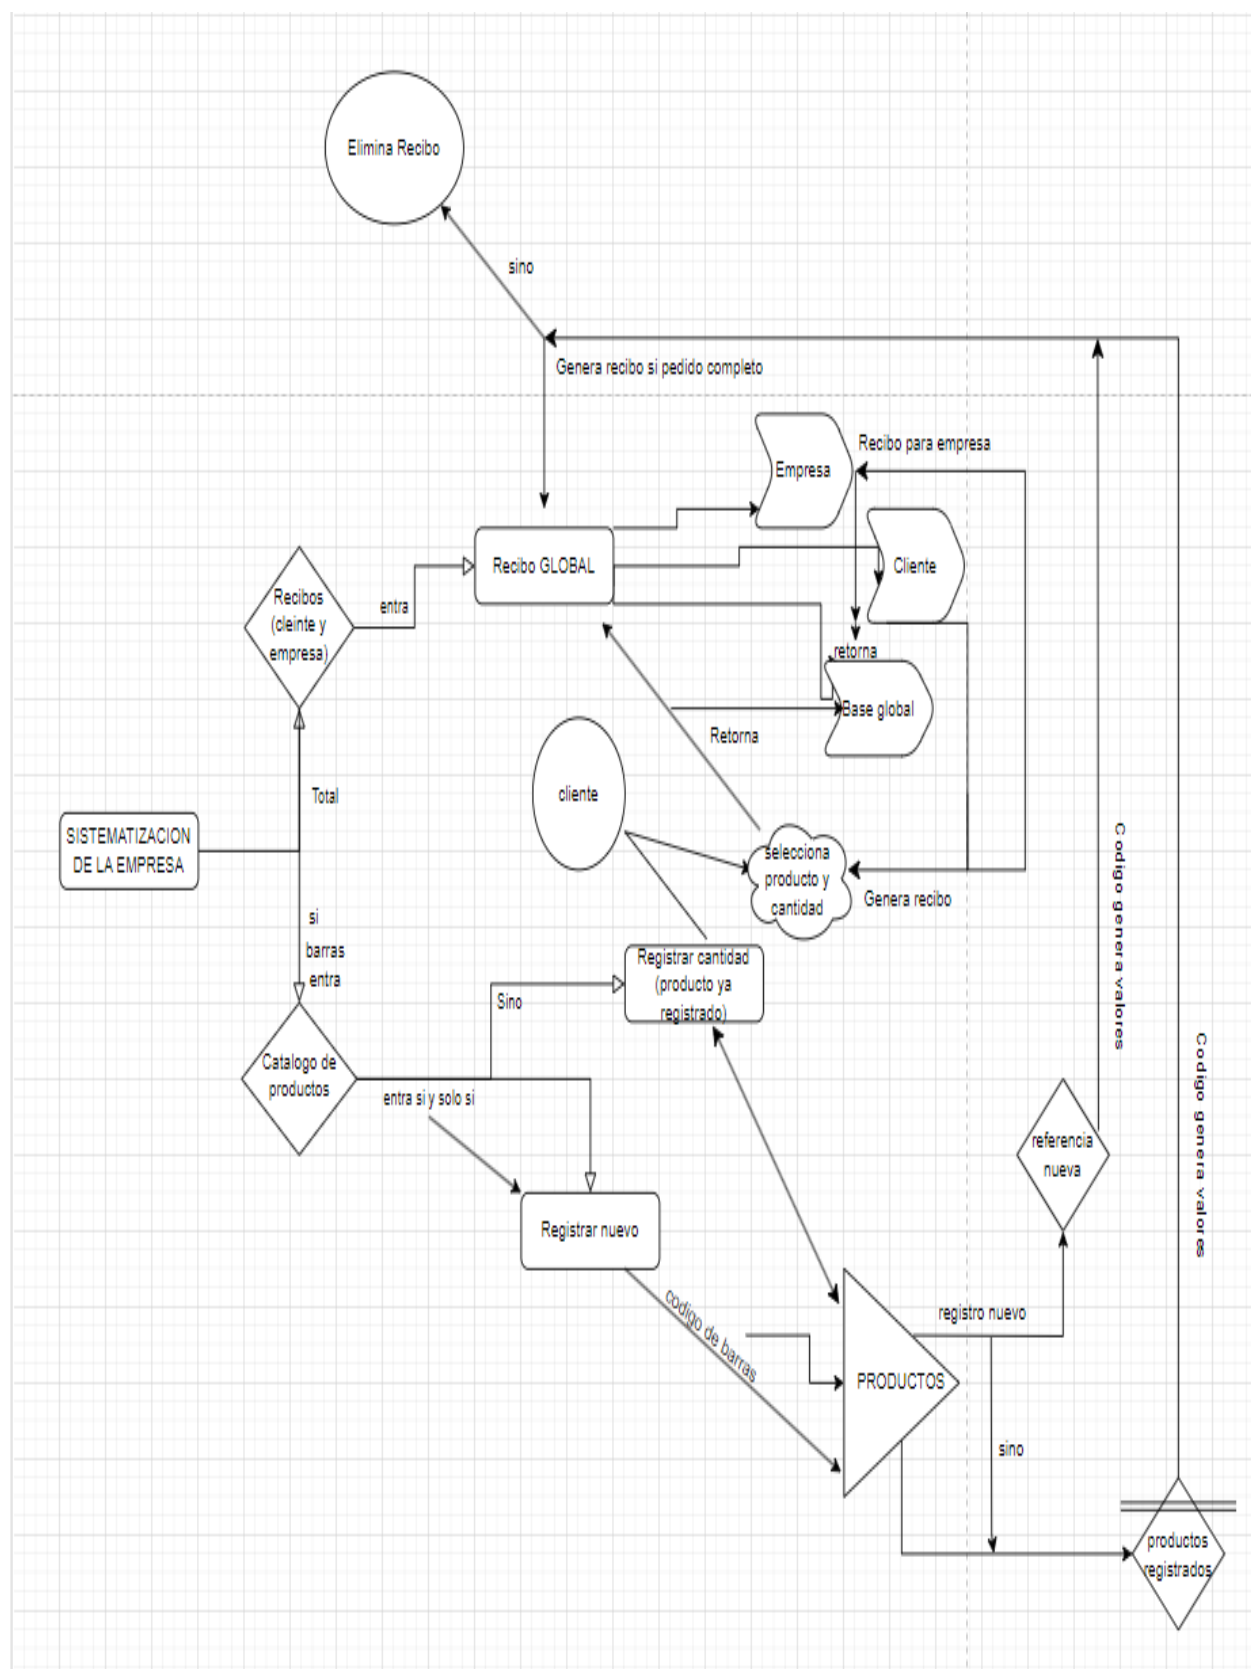 Elimina Recibo
sino
Genera recibo si pedido completo
Recibo para empresa
Empresa
Recibo GLOBAL
Cliente
Recibos
(cleinte y
empresa)
entra
retorna
Base global
Retorna
cliente
Total
SISTEMATIZACION
DE LA EMPRESA
selecciona
producto y
cantidad
Genera recibo
si
barras
entra
Registrar cantidad
(producto ya
registrado)
Sino
Catalogo de
productos
entra si y solo si
Codigo genera valores
Codigo genera valores
referencia
nueva
Registrar nuevo
codigo de barras
registro nuevo
PRODUCTOS
sino
productos
registrados